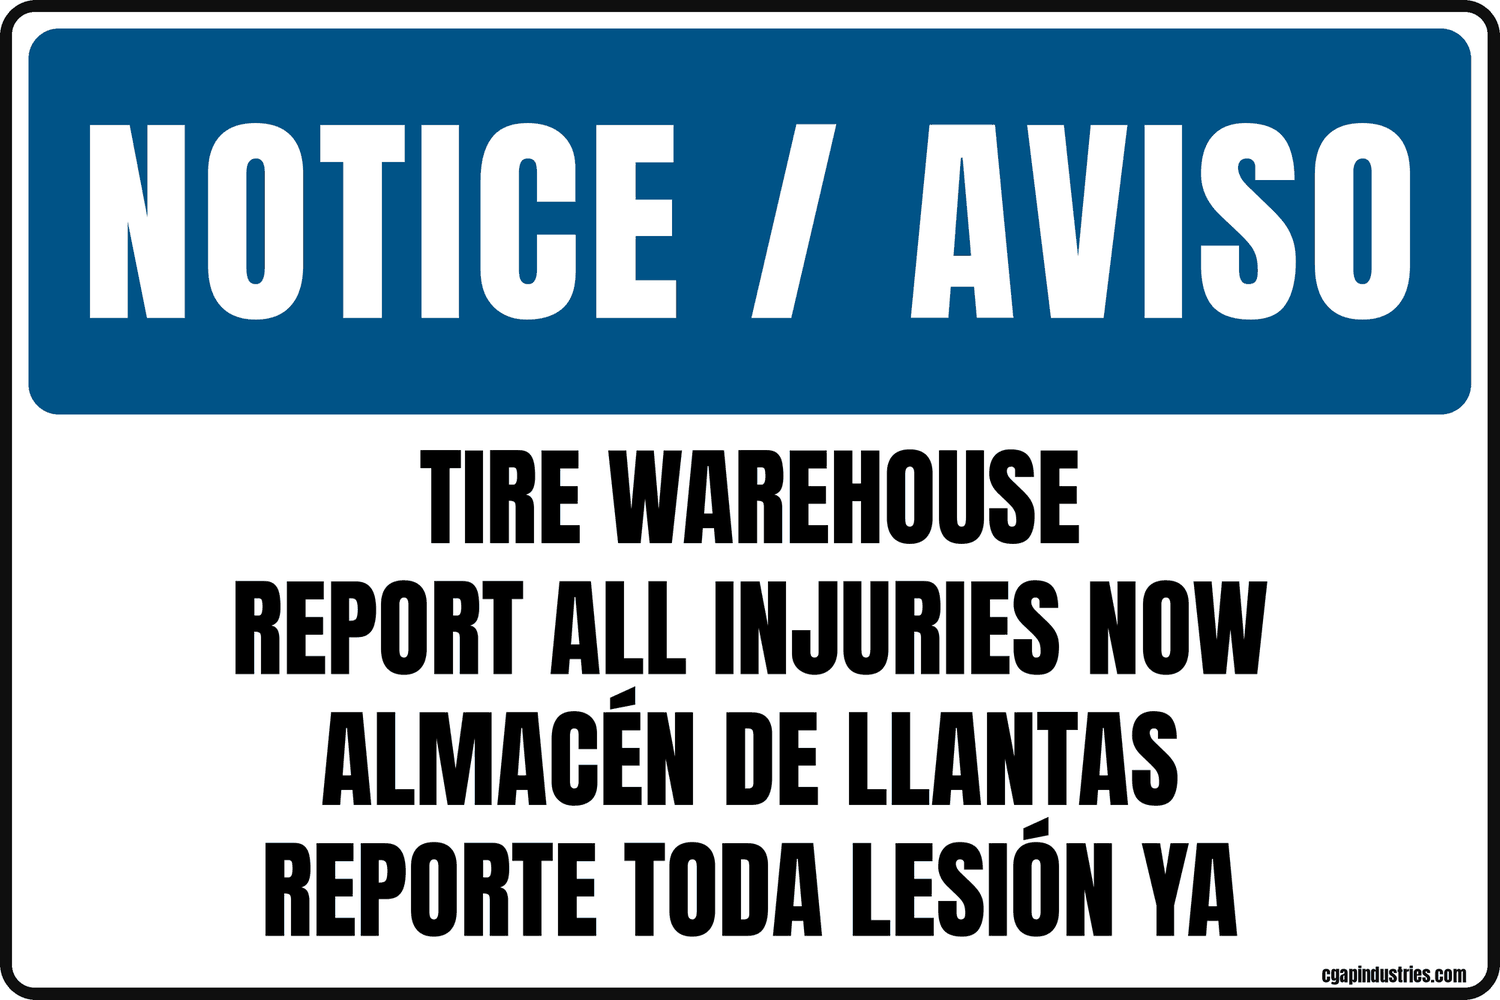 NOTICE / AVISO
TIRE WAREHOUSE
REPORT ALL INJURIES NOW
ALMACÉN DE LLANTAS
REPORTE TODA LESIÓN YA
cgapindustries.com